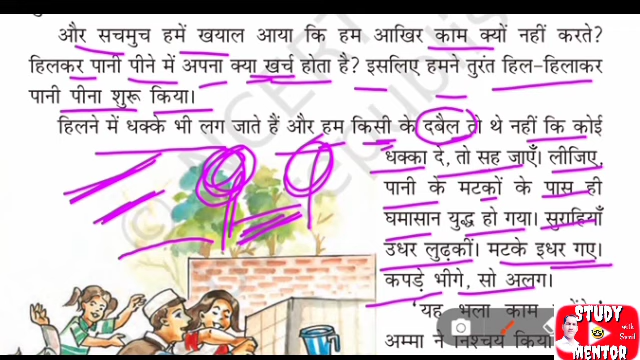 और सचमुच हमें खयाल आया कि हम आखिर काम क्यों नहीं करते?
हिलकर पानी पीने में अपना क्या खर्च होता है? इसलिए हमने तुरंत हिल-हिलाकर
पानी पीना शुरू किया।
हिलने में धक्के भी लग जाते हैं और हम किसी के दबैल तो थे नहीं कि कोई
धक्का दे, तो सह जाएँ। लीजिए,
पानी के मटकों के पास ही
घमासान युद्ध हो गया। सुराहियाँ
उधर लुढ़कीं। मटके इधर गए।
कपड़े भीगे, सो अलग।
'यह भला काम
अम्मा ने निश्चय किया
STUDY
with
MENTOR